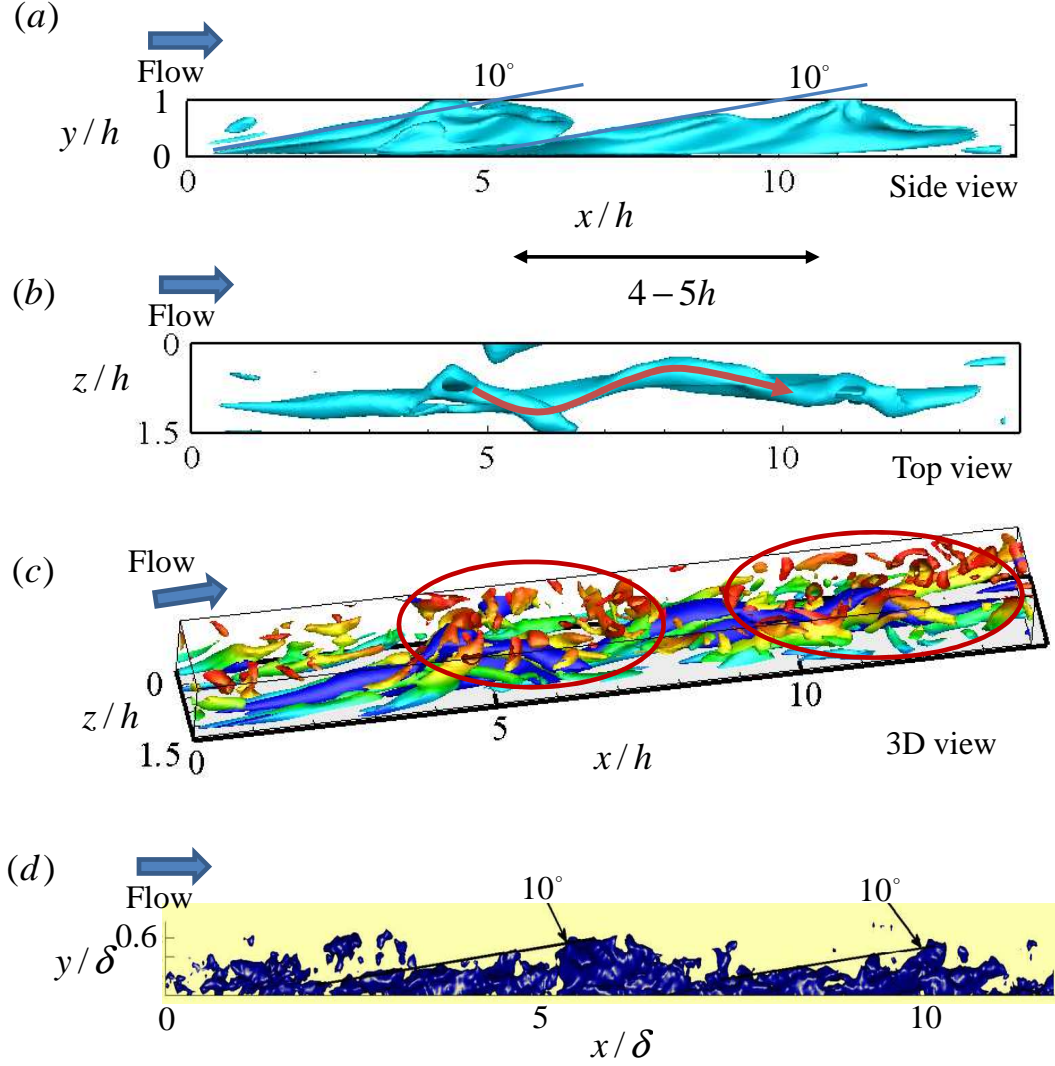 (a)
Flow
10°
10°
1
y/h
0
0
5
10
Side view
x/h
(b)
Flow
4−5h
0
z/h
1.5
0
5
10
Top view
(c)
Flow
0
z/h
1.5
0
5
10
x/h
3D view
(d)
Flow
10°
10°
0.6
y/δ
0
5
10
x/δ